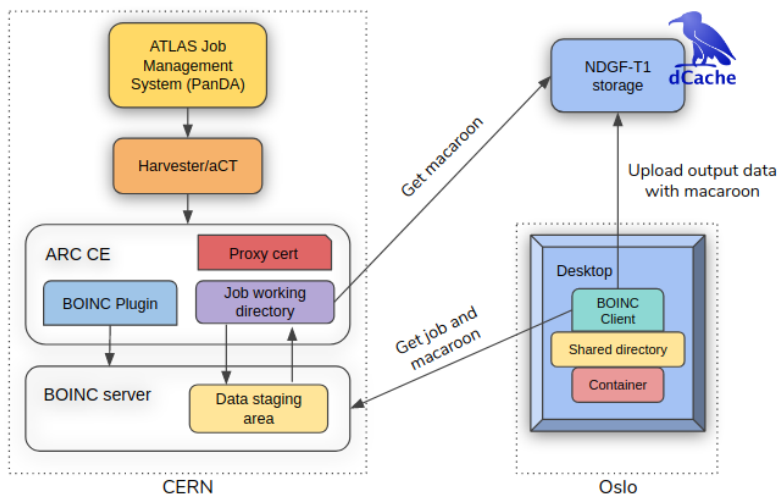 ATLAS Job
Management
System (PanDA)
Harvester/aCT
ARC CE
Proxy cert
BOINC Plugin
Job working
directory
BOINC server
Data staging
area
CERN
Get macaroon
Get job and
macaroon
NDGF-T1
storage
dCache
Upload output data
with macaroon
Desktop
BOINC
Client
Shared directory
Container
Oslo